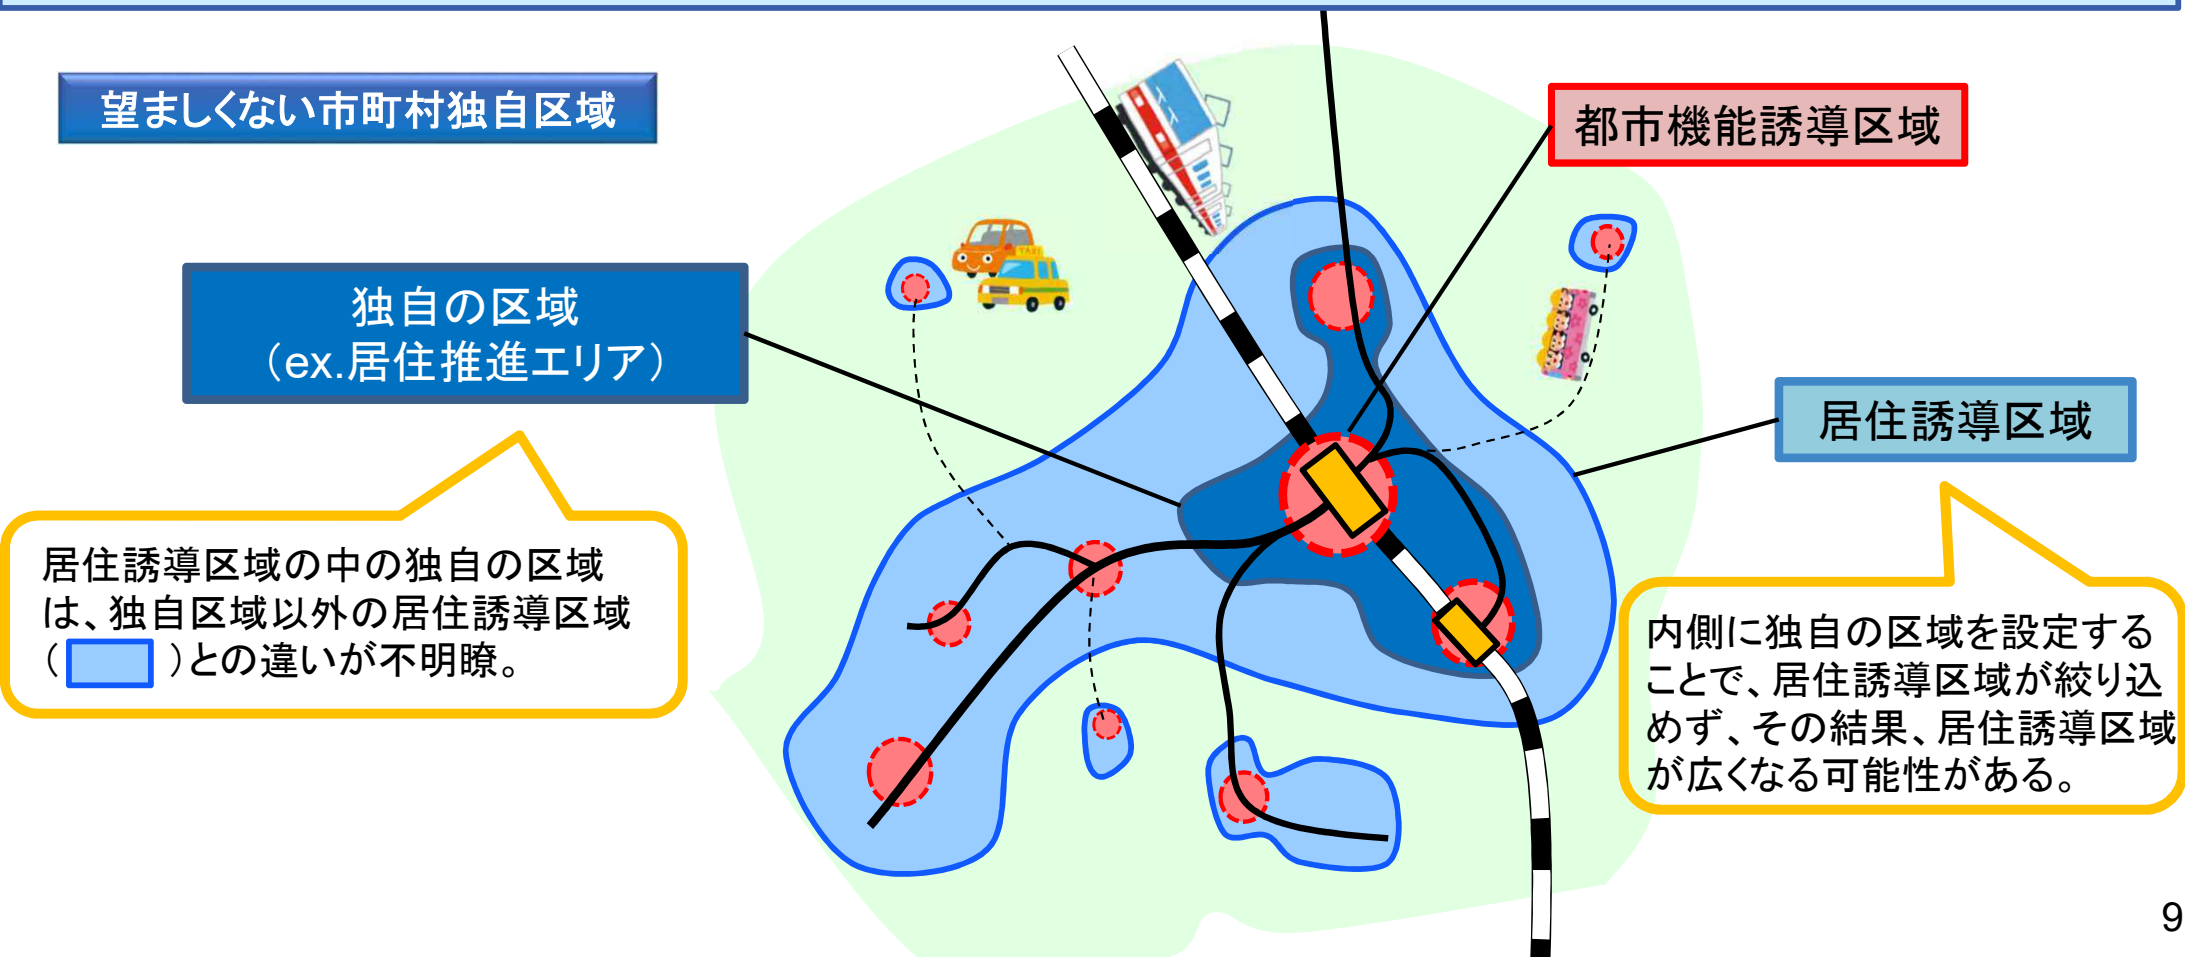 望ましくない市町村独自区域
都市機能誘導区域
TAXI
独自の区域
（ex.居住推進エリア）
居住誘導区域
居住誘導区域の中の独自の区域
は、独自区域以外の居住誘導区域
（　　）との違いが不明瞭。
内側に独自の区域を設定する
ことで、居住誘導区域が絞り込
めず、その結果、居住誘導区域
が広くなる可能性がある。
9